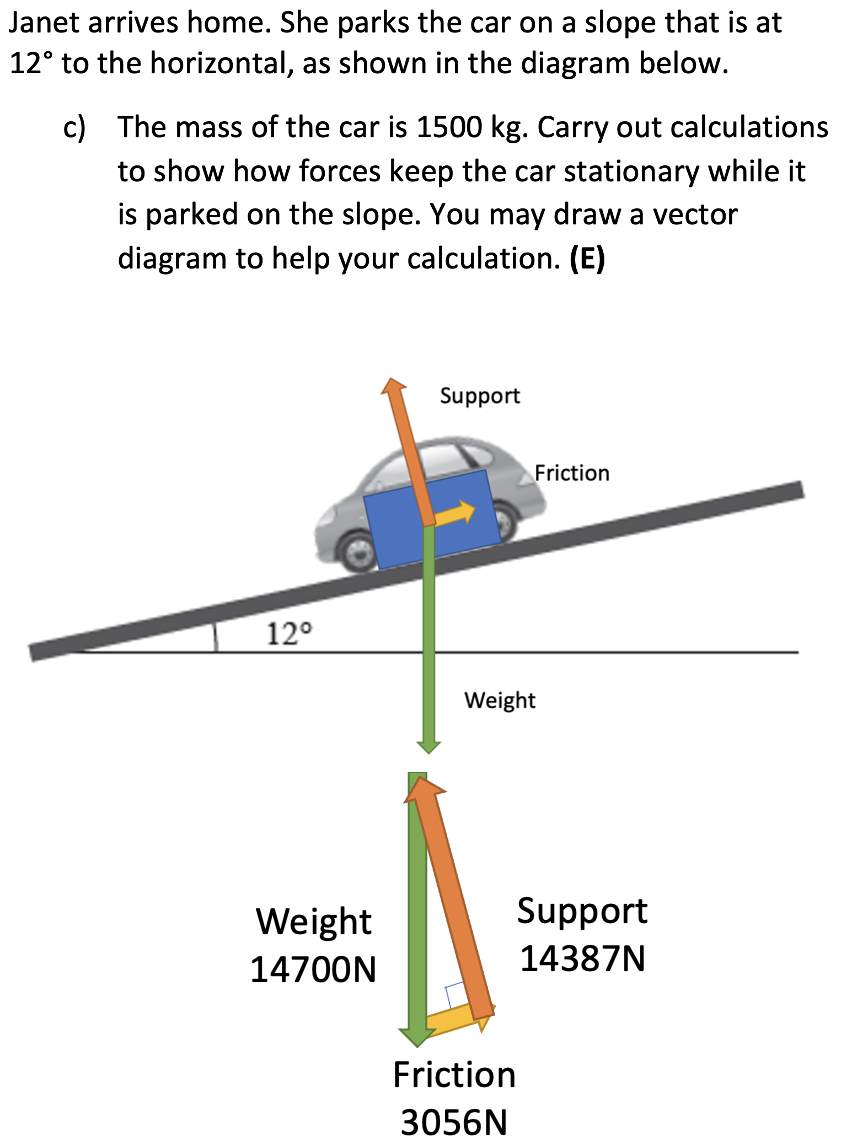 Janet arrives home. She parks the car on a slope that is at
12° to the horizontal, as shown in the diagram below.
c) The mass of the car is 1500 kg. Carry out calculations
to show how forces keep the car stationary while it
is parked on the slope. You may draw a vector
diagram to help your calculation. (E)
Support
Friction
12°
Weight
Weight
14700N
Support
14387N
Friction
3056N